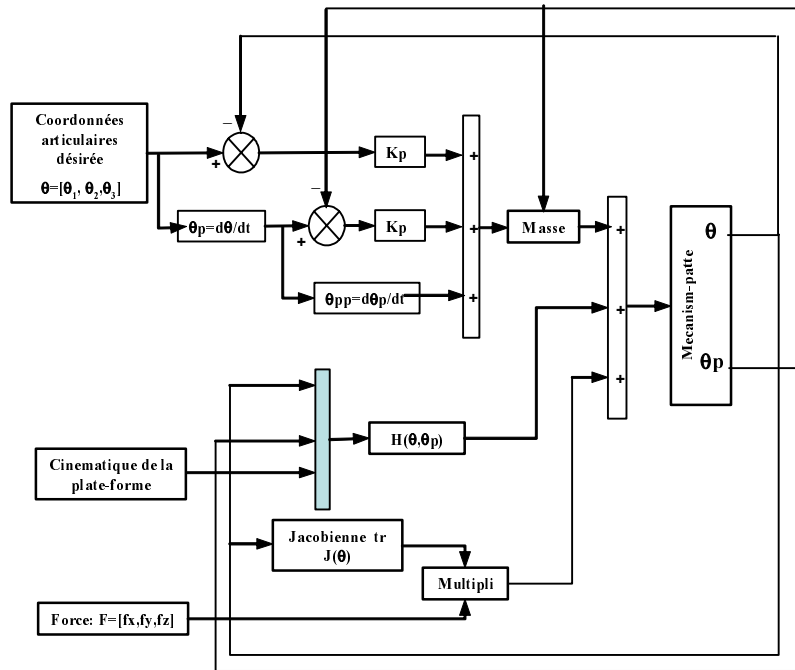 Coordonnées
articulaires
désirée
θ=[θ1, θ2,θ3]
−
+
Kp
+
θp=dθ/dt
−
+
Kp
+
θpp=dθp/dt
+
Masse
+
+
+
Mecanism-patte
θ
θp
Cinematique de la
plate-forme
H(θ,θp)
Jacobienne tr
J(θ)
Multipli
Force: F=[fx,fy,fz]